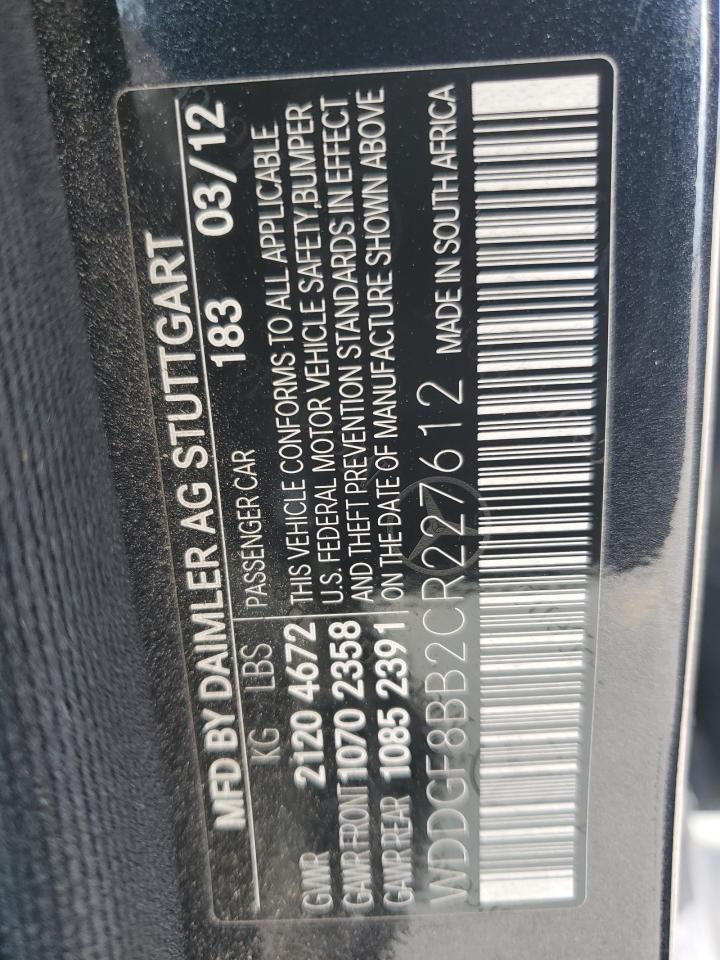 MFD BY DAIMLER AG STUTTGART
183 03/12
KG LBS PASSENGER CAR
GVWR 2120 4672 THIS VEHICLE CONFORMS TO ALL APPLICABLE
GAWR FRONT 1070 2358 U.S. FEDERAL MOTOR VEHICLE SAFETY,BUMPER
GAWR REAR 1085 2391 AND THEFT PREVENTION STANDARDS IN EFFECT
ON THE DATE OF MANUFACTURE SHOWN ABOVE
WDDGF8BB2CR227612 MADE IN SOUTH AFRICA